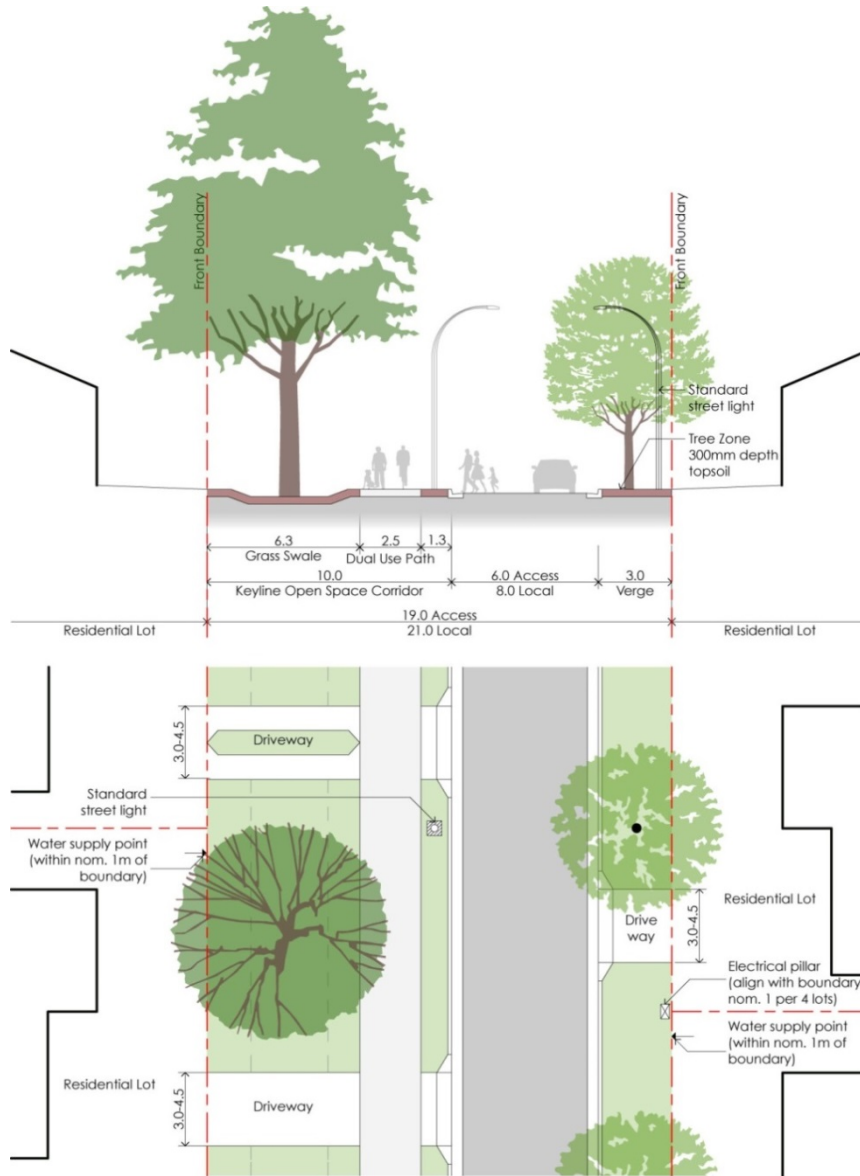 Front Boundary
Front Boundary
Standard
street light
Tree Zone
300mm depth
topsoil
6.3
Grass Swale
2.5
Dual Use Path
1.3
10.0
Keyline Open Space Corridor
6.0 Access
8.0 Local
3.0
Verge
Residential Lot
19.0 Access
21.0 Local
Residential Lot
3.0-4.5
Driveway
Standard
street light
Water supply point
(within nom. 1m of
boundary)
Residential Lot
3.0-4.5
Drive
way
Electrical pillar
(align with boundary
nom. 1 per 4 lots)
Water supply point
(within nom. 1m of
boundary)
Residential Lot
3.0-4.5
Driveway